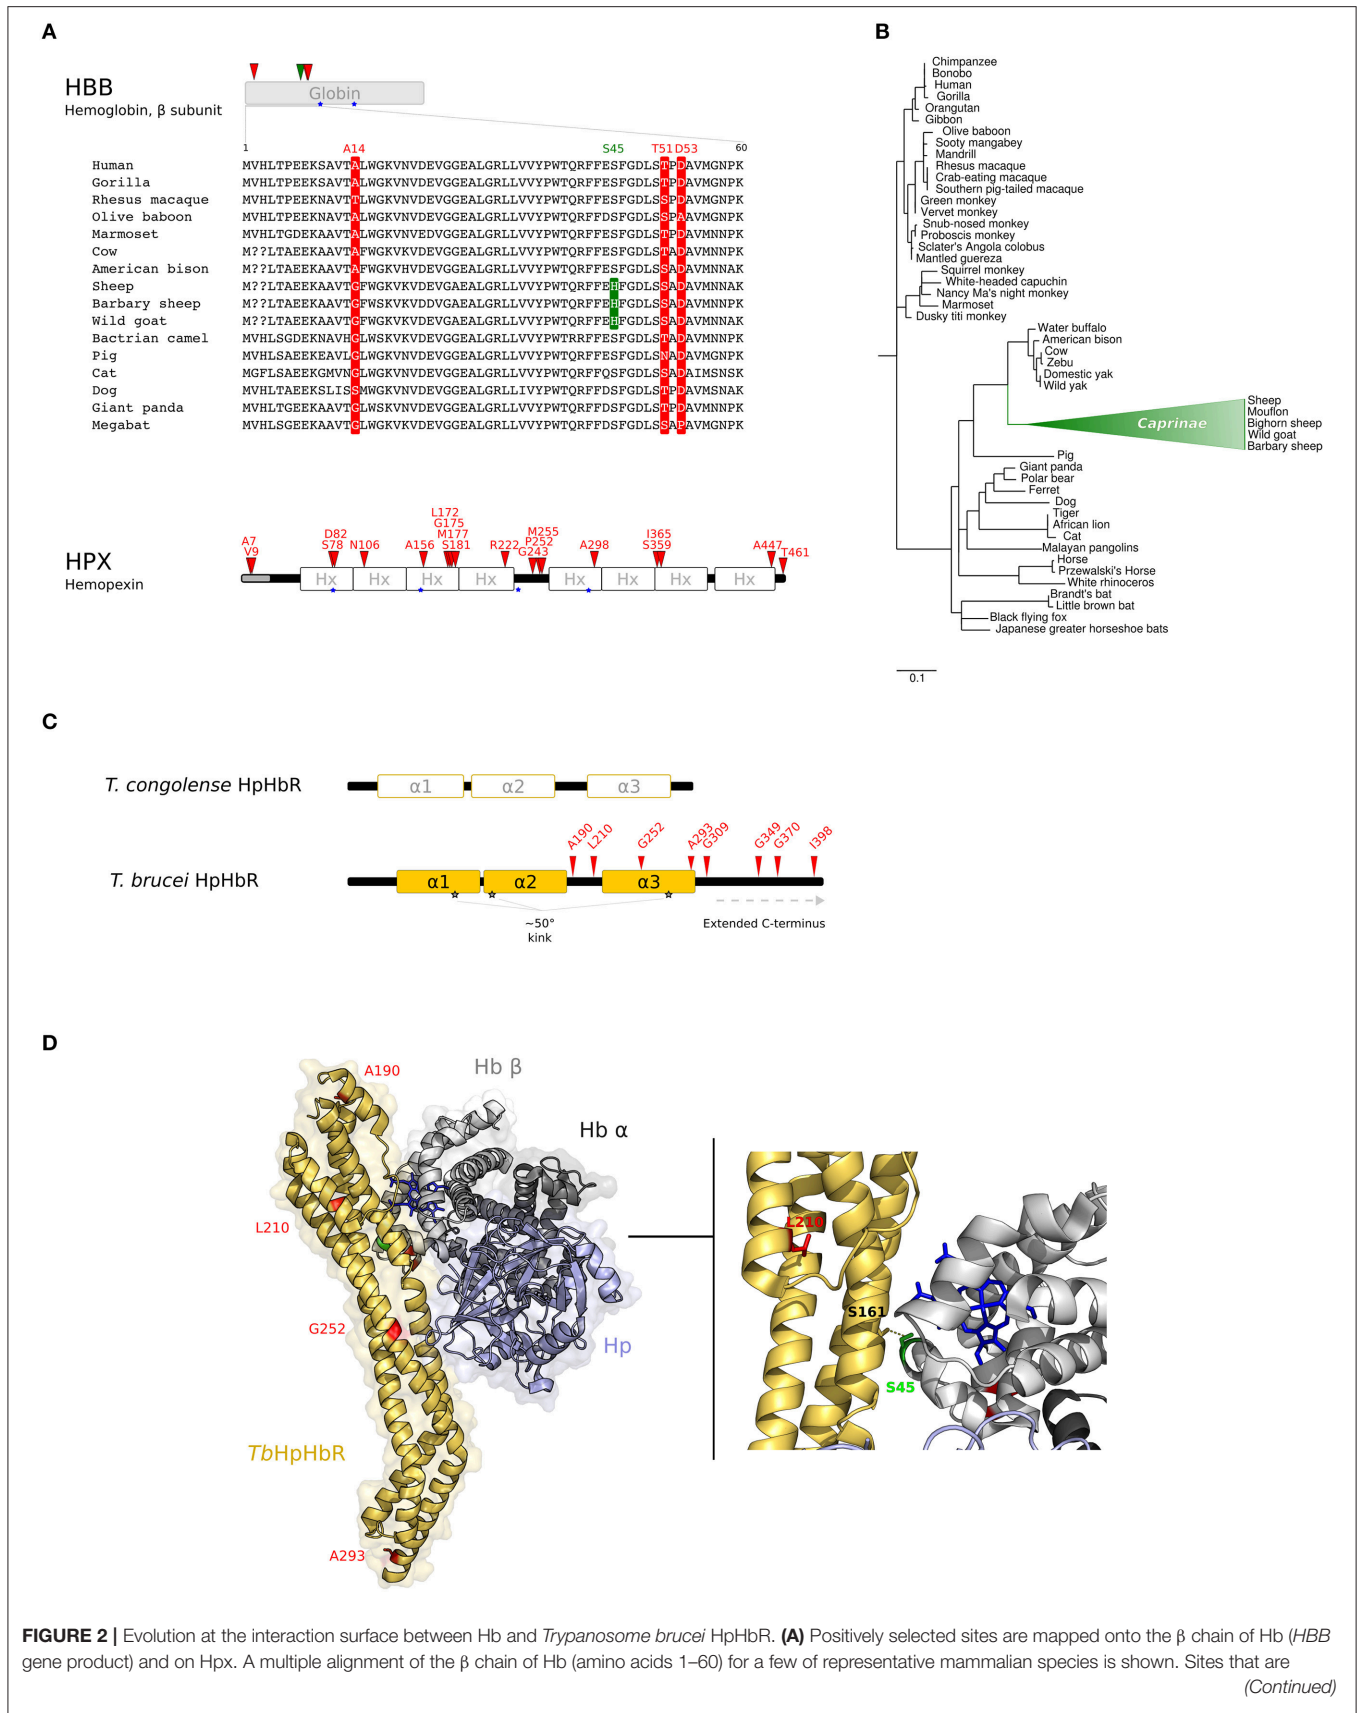 A
HBB
Hemoglobin, β subunit
Globin
1
60
A14
S45
T51
D53
Human MVHLTPEEKSAVTALWGKVNVDEVGGEALGRLLVVYPWTQRFFESFGDLSTPDAVMGNPK
Gorilla MVHLTPEEKSAVTALWGKVNVDEVGGEALGRLLVVYPWTQRFFESFGDLSTPDAVMGNPK
Rhesus macaque MVHLTPEEKNAVTTLWGKVNVDEVGGEALGRLLVVYPWTQRFFESFGDLSSPDAVMGNPK
Olive baboon MVHLTPEEKNAVTALWGKVNVDEVGGEALGRLLVVYPWTQRFFDSFGDLSSPAAVMGNPK
Marmoset MVHLTGDEKAAVTALWGKVNVDEVGGEALGRLLVVYPWTQRFFESFGDLSTPDAVMNNPK
Cow M??LTAEEKAAVTAFWGKVKVDEVGGEALGRLLVVYPWTQRFFESFGDLSTADAVMNNPK
American bison M??LTAEEKAAVTAFWGKVHVDEVGGEALGRLLVVYPWTQRFFESFGDLSSADAVMNNAK
Sheep M??LTAEEKAAVTGFWGKVKVDEVGAEALGRLLVVYPWTQRFFEHFGDLSSADAVMNNPK
Barbary sheep M??LTAEEKAAVTGFWSKVKVDDVGAEALGRLLVVYPWTQRFFEHFGDLSSADAVMNNAK
Wild goat M??LTAEEKAAVTGFWGKVKVDEVGAEALGRLLVVYPWTQRFFEHFGDLSSADAVMNNAK
Bactrian camel MVHLSGDEKNAVHGLWSKVKVDEVGGEALGRLLVVYPWTRRFFESFGDLSTADAVMNNPK
Pig MVHLSAEEKEAVLGLWGKVNVDEVGGEALGRLLVVYPWTQRFFESFGDLSNADAVMGNPK
Cat MGFLSAEEKGMVNGLWGKVNVDEVGGEALGRLLVVYPWTQRFFQSFGDLSSADAIMSNSK
Dog MVHLTAEEKSLISSMWGKVNVDEVGGEALGRLLIVYPWTQRFFDSFGDLSTPDAVMSNAK
Giant panda MVHLTGEEKAAVTGLWSKVNVDEVGGEALGRLLVVYPWTQRFFDSFGDLSTPDAVMNNPK
Megabat MVHLSGEEKAAVTGLWSKVNVDEVGGEALGRLLVVYPWTQRFFDSFGDLSSAPAVMGNPK
HPX
Hemopexin
A7
V9
D82
S78
N106
A156
L172
G175
M177
S181
R222
M255
P252
G243
A298
I365
S359
A447
T461
Hx
Hx
Hx
Hx
Hx
Hx
Hx
Hx
B
Chimpanzee
Bonobo
Human
Gorilla
Orangutan
Gibbon
Olive baboon
Sooty mangabey
Mandrill
Rhesus macaque
Crab-eating macaque
Southern pig-tailed macaque
Green monkey
Vervet monkey
Snub-nosed monkey
Proboscis monkey
Sclater's Angola colobus
Mantled guereza
Squirrel monkey
White-headed capuchin
Nancy Ma's night monkey
Marmoset
Dusky titi monkey
Water buffalo
American bison
Cow
Zebu
Domestic yak
Wild yak
Caprinae
Sheep
Mouflon
Bighorn sheep
Wild goat
Barbary sheep
Pig
Giant panda
Polar bear
Ferret
Dog
Tiger
African lion
Cat
Malayan pangolins
Horse
Przewalski's Horse
White rhinoceros
Brandt's bat
Little brown bat
Black flying fox
Japanese greater horseshoe bats
0.1
C
T. congolense HpHbR
α1
α2
α3
T. brucei HpHbR
α1
α2
α3
A190
L210
G252
A293
G309
G349
G370
I398
~50°
kink
Extended C-terminus
D
A190
Hb β
Hb α
L210
G252
Hp
TbHpHbR
A293
L210
S161
S45
FIGURE 2 | Evolution at the interaction surface between Hb and Trypanosome brucei HpHbR. (A) Positively selected sites are mapped onto the β chain of Hb (HBB
gene product) and on Hpx. A multiple alignment of the β chain of Hb (amino acids 1–60) for a few of representative mammalian species is shown. Sites that are
(Continued)